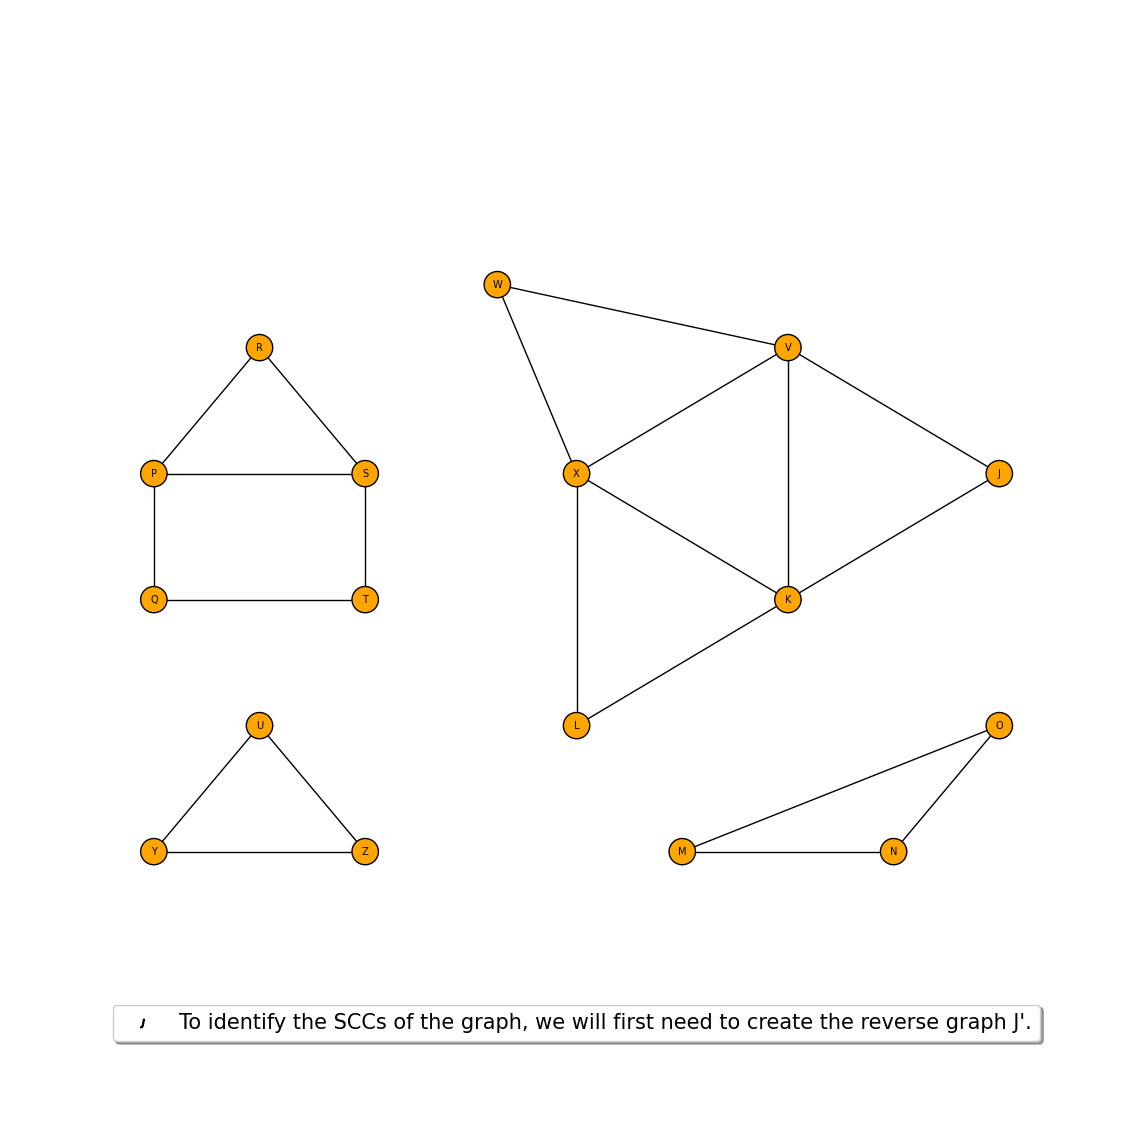 W
R
V
P
S
X
J
Q
T
K
U
L
O
Y
Z
M
N
To identify the SCCs of the graph, we will first need to create the reverse graph J'.